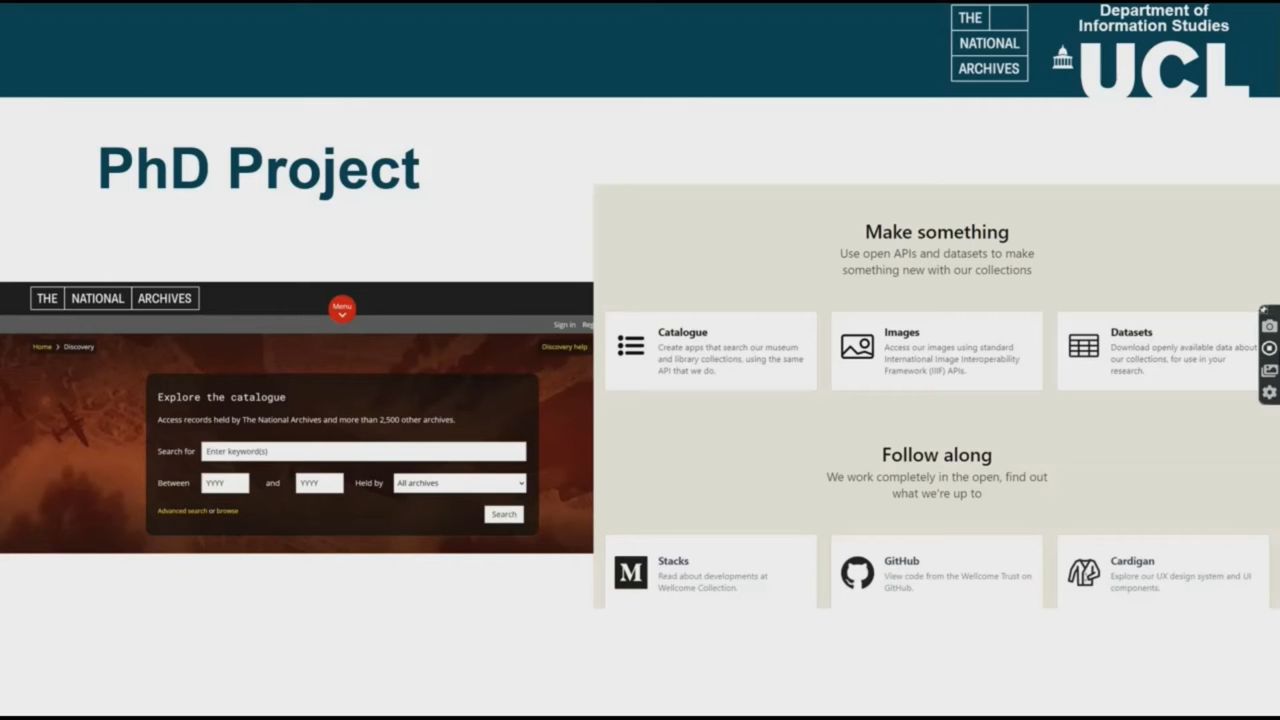 THE
NATIONAL
ARCHIVES
Department of
Information Studies
UCL
PhD Project
THE NATIONAL ARCHIVES
Menu
Sign in Reg
Home > Discovery
Discovery help
Explore the catalogue
Access records held by The National Archives and more than 2,500 other archives.
Search for Enter keyword(s)
Between YYYY and YYYY Held by All archives
Advanced search or browse
Search
Make something
Use open APIs and datasets to make
something new with our collections
Catalogue
Create apps that search our museum
and library collections, using the same
API that we do.
Images
Access our images using standard
International Image Interoperability
Framework (IIIF) APIs.
Datasets
Download openly available data about
our collections, for use in your
research.
Follow along
We work completely in the open, find out
what we're up to
M
Stacks
Read about developments at
Wellcome Collection.
GitHub
View code from the Wellcome Trust on
GitHub.
Cardigan
Explore our UX design system and UI
components.